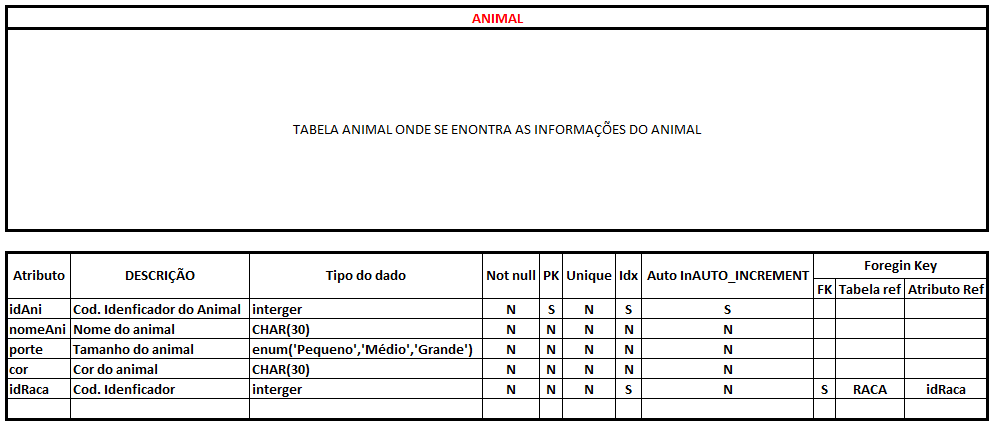 ANIMAL
TABELA ANIMAL ONDE SE ENONTRA AS INFORMAÇÕES DO ANIMAL
Atributo DESCRIÇÃO Tipo do dado Not null PK Unique Idx Auto InAUTO_INCREMENT Foregin Key
FK Tabela ref Atributo Ref
idAni Cod. Idenficador do Animal interger N S N S S
nomeAni Nome do animal CHAR(30) N N N N N
porte Tamanho do animal enum('Pequeno','Médio','Grande') N N N N N
cor Cor do animal CHAR(30) N N N N N
idRaca Cod. Idenficador interger N N N S N S RACA idRaca